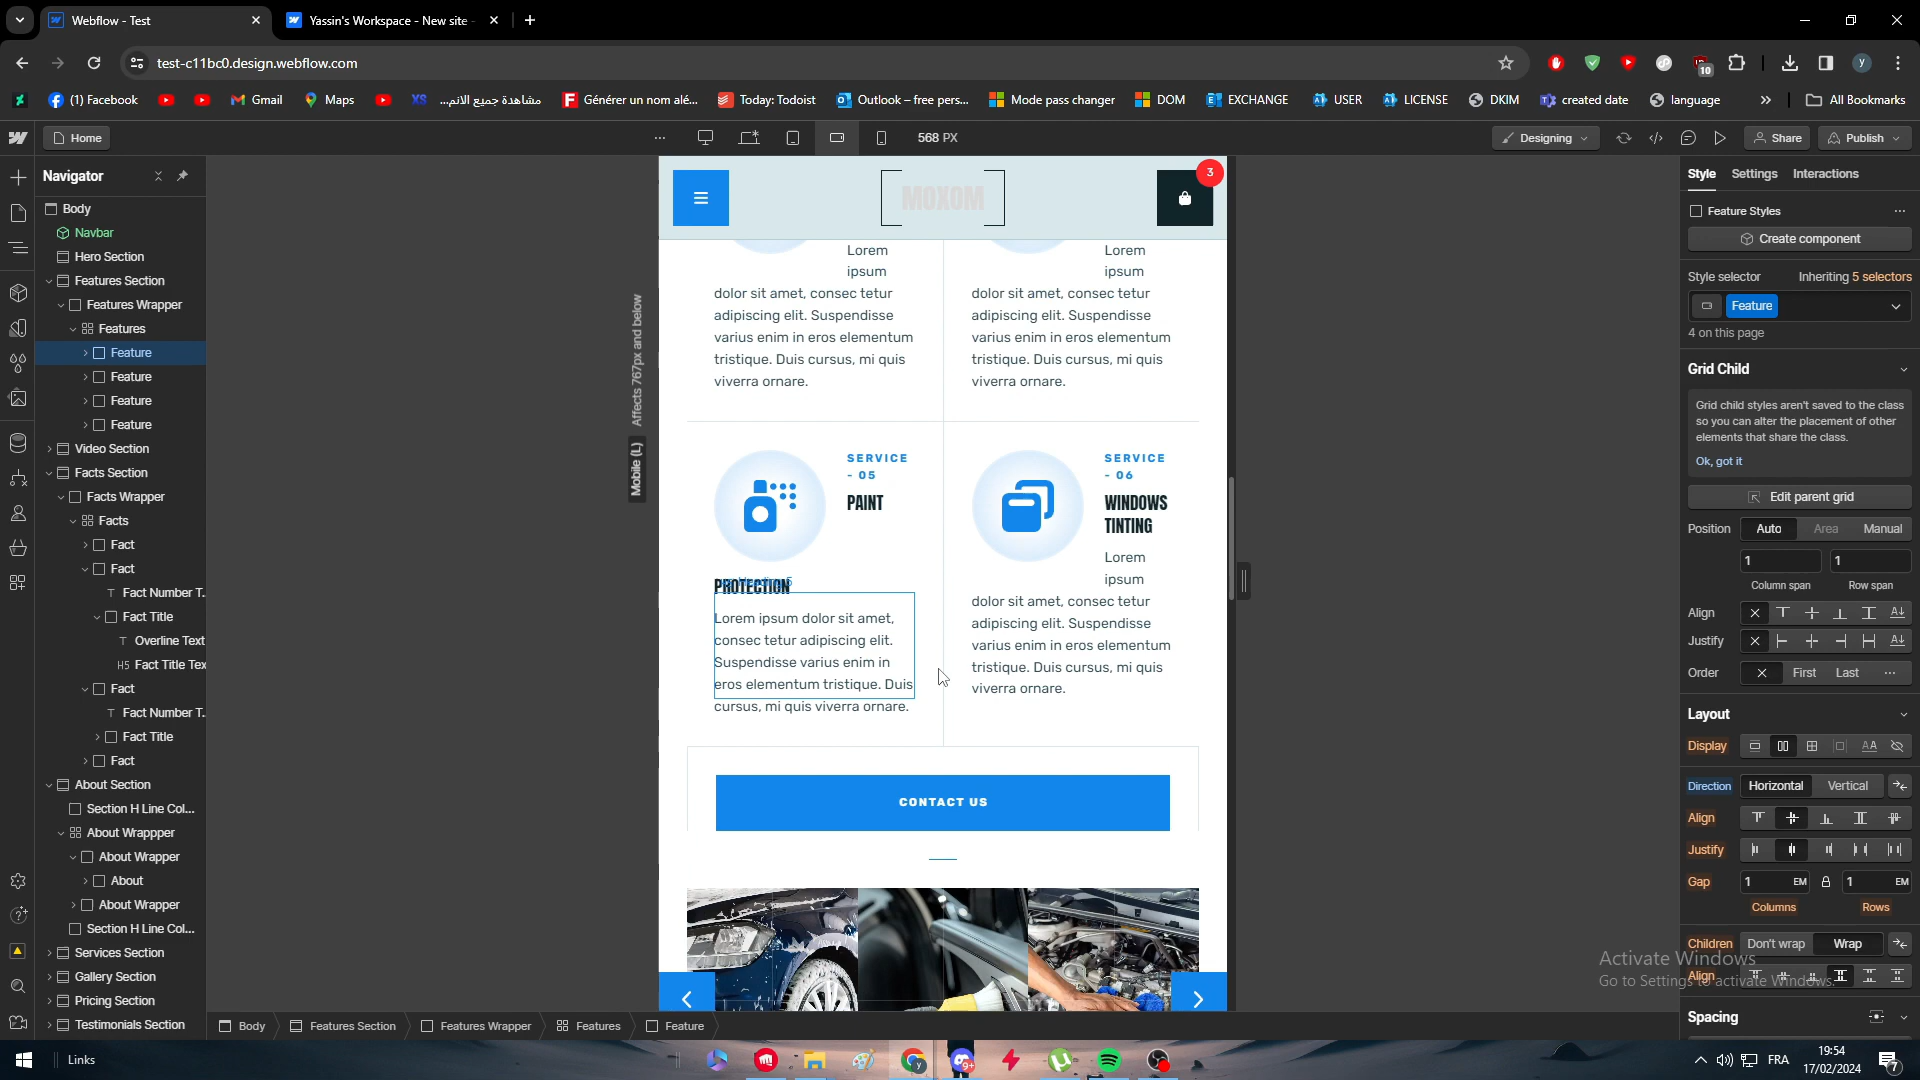 Webflow - Test
Yassin's Workspace - New site -
test-c11bc0.design.webflow.com
10
y
(1) Facebook
Gmail
Maps
مشاهدة جميع الانم...
Générer un nom alé...
Today: Todoist
Outlook – free pers...
Mode pass changer
DOM
EXCHANGE
USER
LICENSE
DKIM
created date
language
All Bookmarks
Home
568 PX
Designing
Share
Publish
Navigator
Body
Navbar
Hero Section
Features Section
Features Wrapper
Features
Feature
Feature
Feature
Feature
Video Section
Facts Section
Facts Wrapper
Facts
Fact
Fact
Fact Number T...
Fact Title
Overline Text
H5 Fact Title Tex
Fact
Fact Number T...
Fact Title
Fact
About Section
Section H Line Col...
About Wrappper
About Wrapper
About
About Wrapper
Section H Line Col...
Services Section
Gallery Section
Pricing Section
Testimonials Section
Affects 767px and below
Mobile (L)
MOXOM
3
Lorem
ipsum
dolor sit amet, consec tetur
adipiscing elit. Suspendisse
varius enim in eros elementum
tristique. Duis cursus, mi quis
viverra ornare.
Lorem
ipsum
dolor sit amet, consec tetur
adipiscing elit. Suspendisse
varius enim in eros elementum
tristique. Duis cursus, mi quis
viverra ornare.
SERVICE
- 05
PAINT
PROTECTION
Heading 5
Lorem ipsum dolor sit amet,
consec tetur adipiscing elit.
Suspendisse varius enim in
eros elementum tristique. Duis
cursus, mi quis viverra ornare.
SERVICE
- 06
WINDOWS
TINTING
Lorem
ipsum
dolor sit amet, consec tetur
adipiscing elit. Suspendisse
varius enim in eros elementum
tristique. Duis cursus, mi quis
viverra ornare.
CONTACT US
Body
Features Section
Features Wrapper
Features
Feature
Style
Settings
Interactions
Feature Styles
Create component
Style selector
Inheriting 5 selectors
Feature
4 on this page
Grid Child
Grid child styles aren't saved to the class
so you can alter the placement of other
elements that share the class.
Ok, got it
Edit parent grid
Position
Auto
Area
Manual
1
1
Column span
Row span
Align
Justify
Order
First
Last
Layout
Display
Direction
Horizontal
Vertical
Align
Justify
Gap
1 EM
1 EM
Columns
Rows
Children
Don't wrap
Wrap
Align
Spacing
Activate Windows
Go to Settings to activate Windows.
Links
9+
FRA
19:54
17/02/2024
7